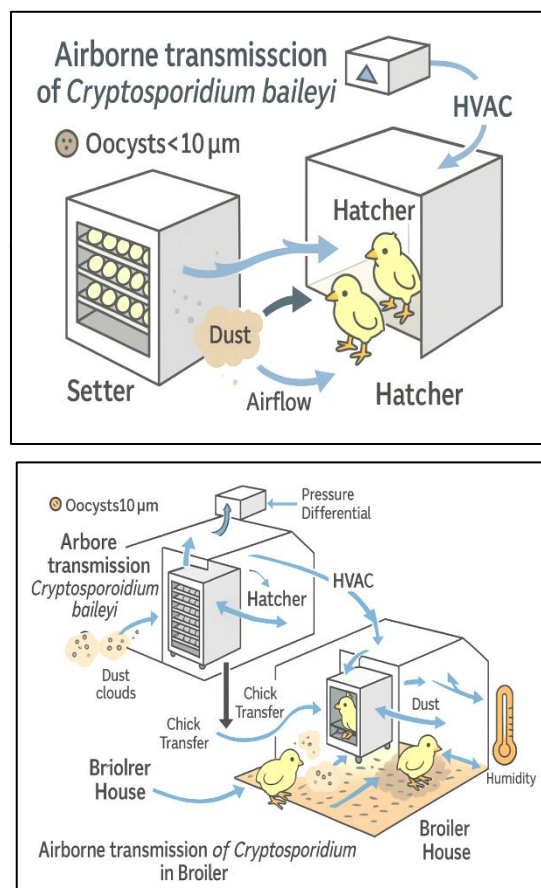 Airborne transmisscion
of Cryptosporidium baileyi
HVAC
Oocysts<10 µm
Hatcher
Dust
Setter
Airflow
Hatcher
Oocysts10 µm
Pressure
Differential
Arbore
transmission
Cryptosporoidium
baileyi
HVAC
Hatcher
Dust
clouds
Chick
Transfer
Chick
Transfer
Dust
Briolrer
House
Humidity
Broiler
House
Airborne transmission of Cryptosporidium
in Broiler